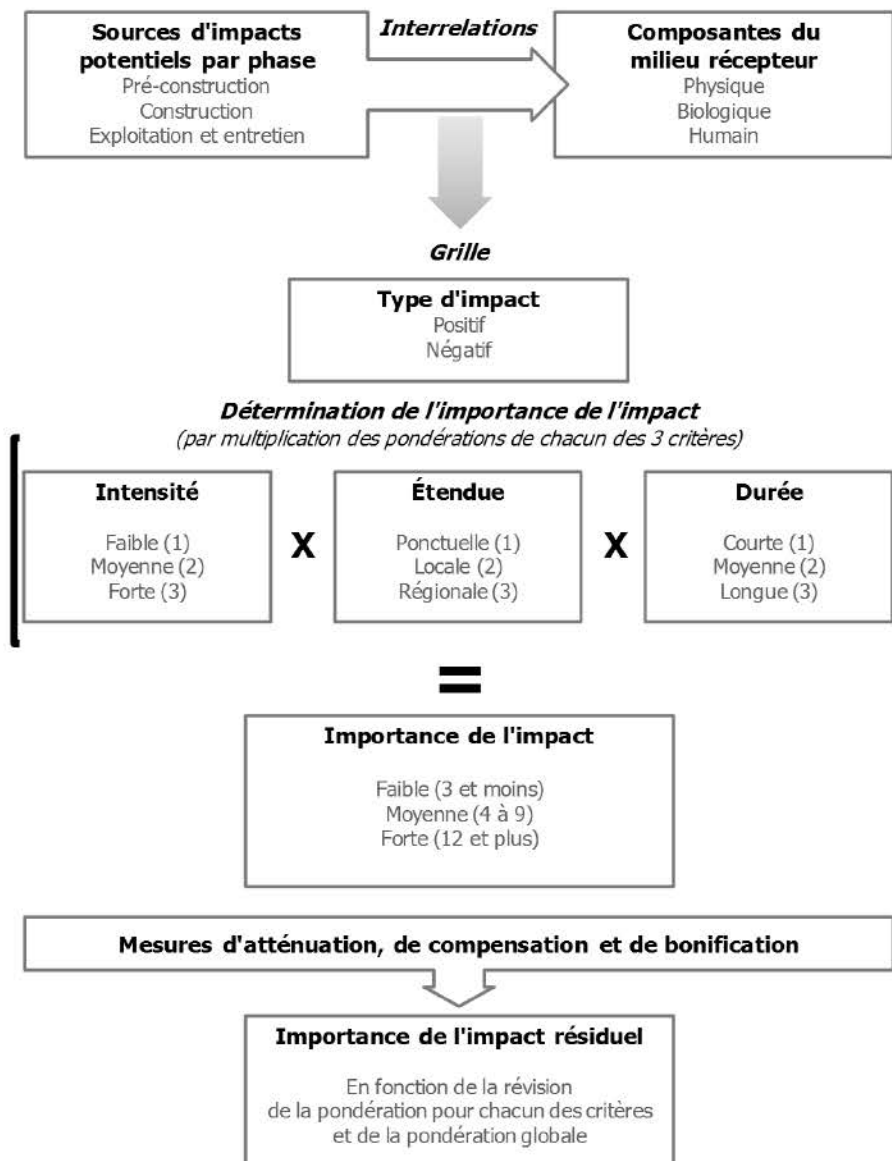 Sources d'impacts
potentiels par phase
Pré-construction
Construction
Exploitation et entretien
Interrelations
Composantes du
milieu récepteur
Physique
Biologique
Humain
Grille
Type d'impact
Positif
Négatif
Détermination de l'importance de l'impact
(par multiplication des pondérations de chacun des 3 critères)
Intensité
Faible (1)
Moyenne (2)
Forte (3)
X
Étendue
Ponctuelle (1)
Locale (2)
Régionale (3)
X
Durée
Courte (1)
Moyenne (2)
Longue (3)
=
Importance de l'impact
Faible (3 et moins)
Moyenne (4 à 9)
Forte (12 et plus)
Mesures d'atténuation, de compensation et de bonification
Importance de l'impact résiduel
En fonction de la révision
de la pondération pour chacun des critères
et de la pondération globale